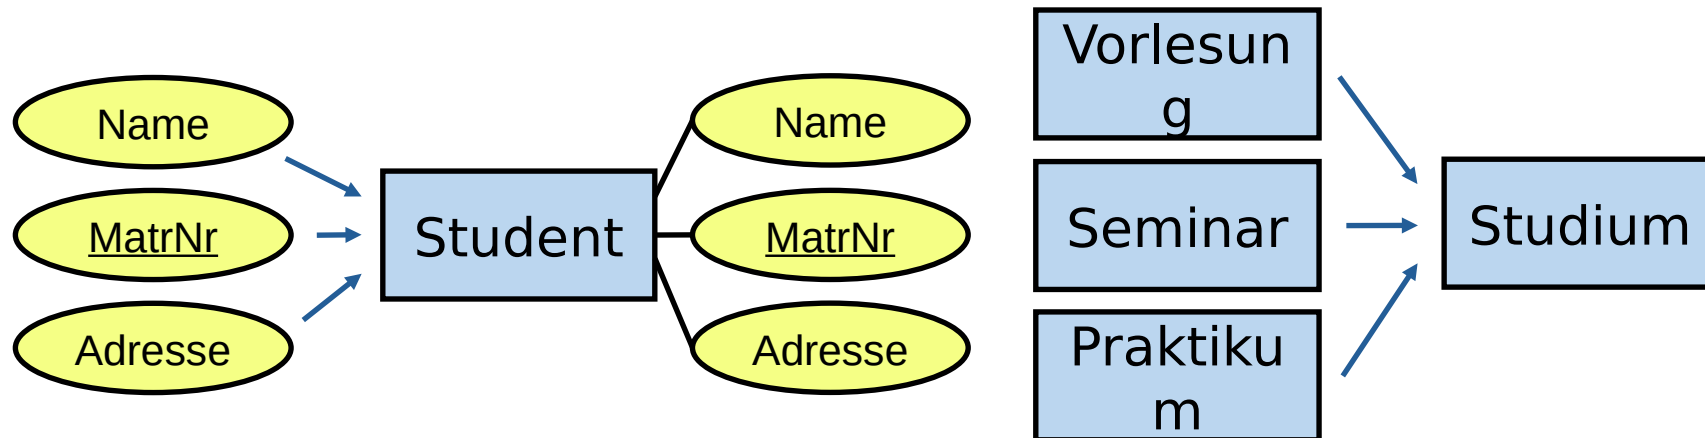 Name
MatrNr
Adresse
Student
Name
MatrNr
Adresse
Vorlesun
g
Seminar
Praktiku
m
Studium